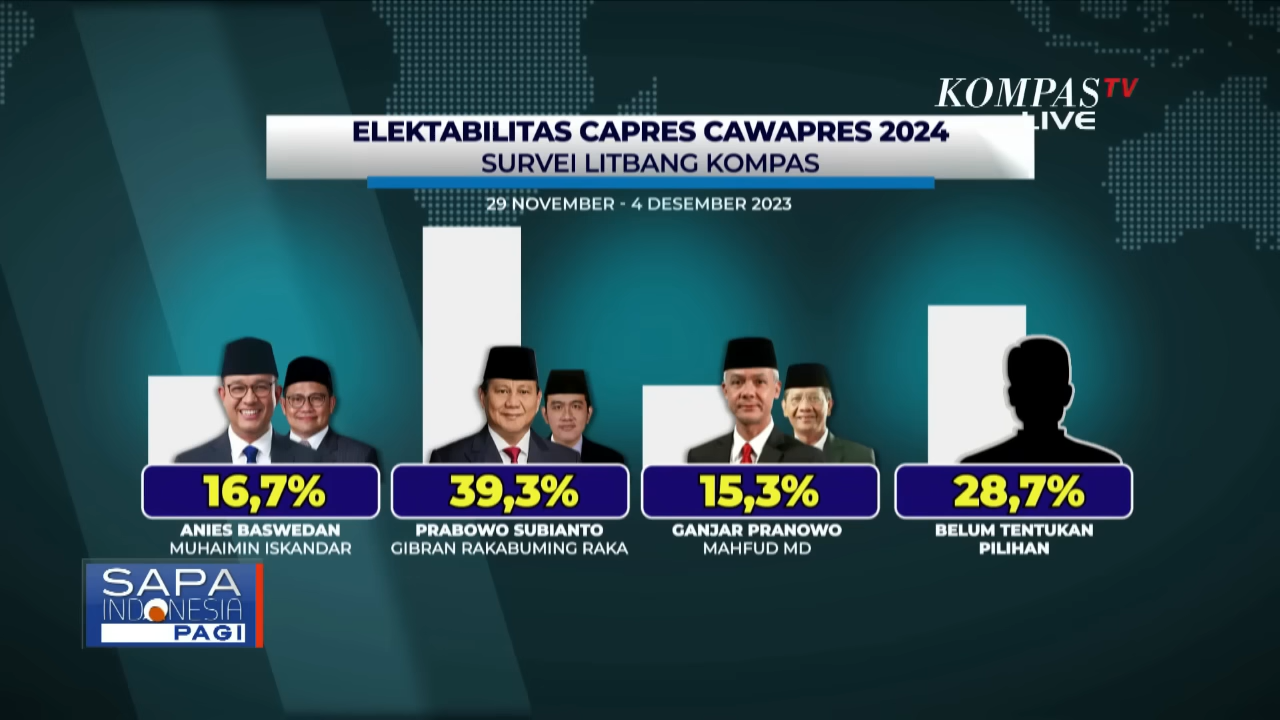 KOMPAS TV
LIVE
ELEKTABILITAS CAPRES CAWAPRES 2024
SURVEI LITBANG KOMPAS
29 NOVEMBER - 4 DESEMBER 2023
16,7%
ANIES BASWEDAN
MUHAIMIN ISKANDAR
39,3%
PRABOWO SUBIANTO
GIBRAN RAKABUMING RAKA
15,3%
GANJAR PRANOWO
MAHFUD MD
28,7%
BELUM TENTUKAN
PILIHAN
SAPA
INDONESIA
PAGI